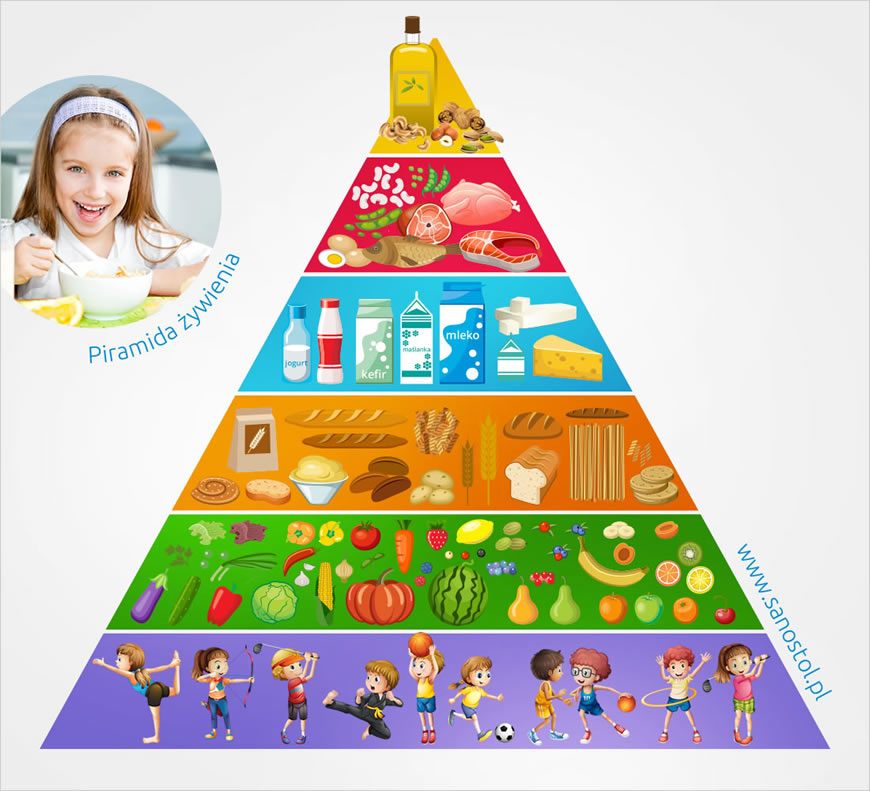 Piramida żywienia
jogurt
kefir
maślanka
mleko
www.sanostol.pl